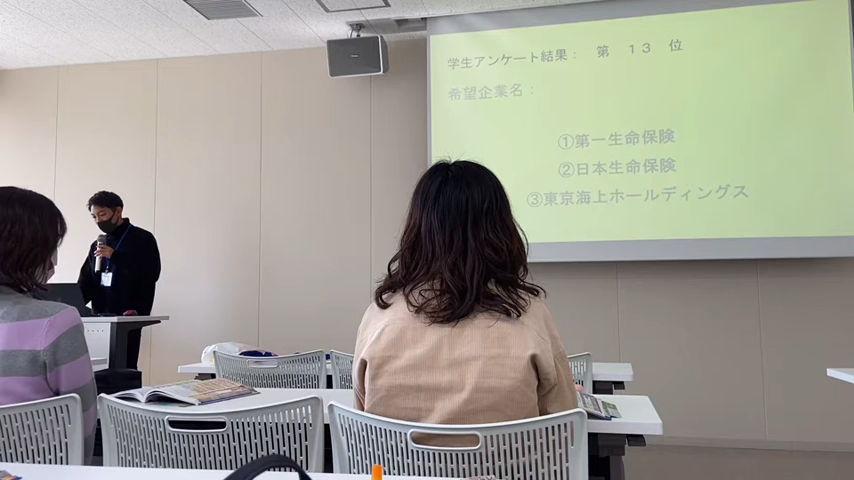 学生アンケート結果： 第 １３ 位
希望企業名：
①第一生命保険
②日本生命保険
③東京海上ホールディングス